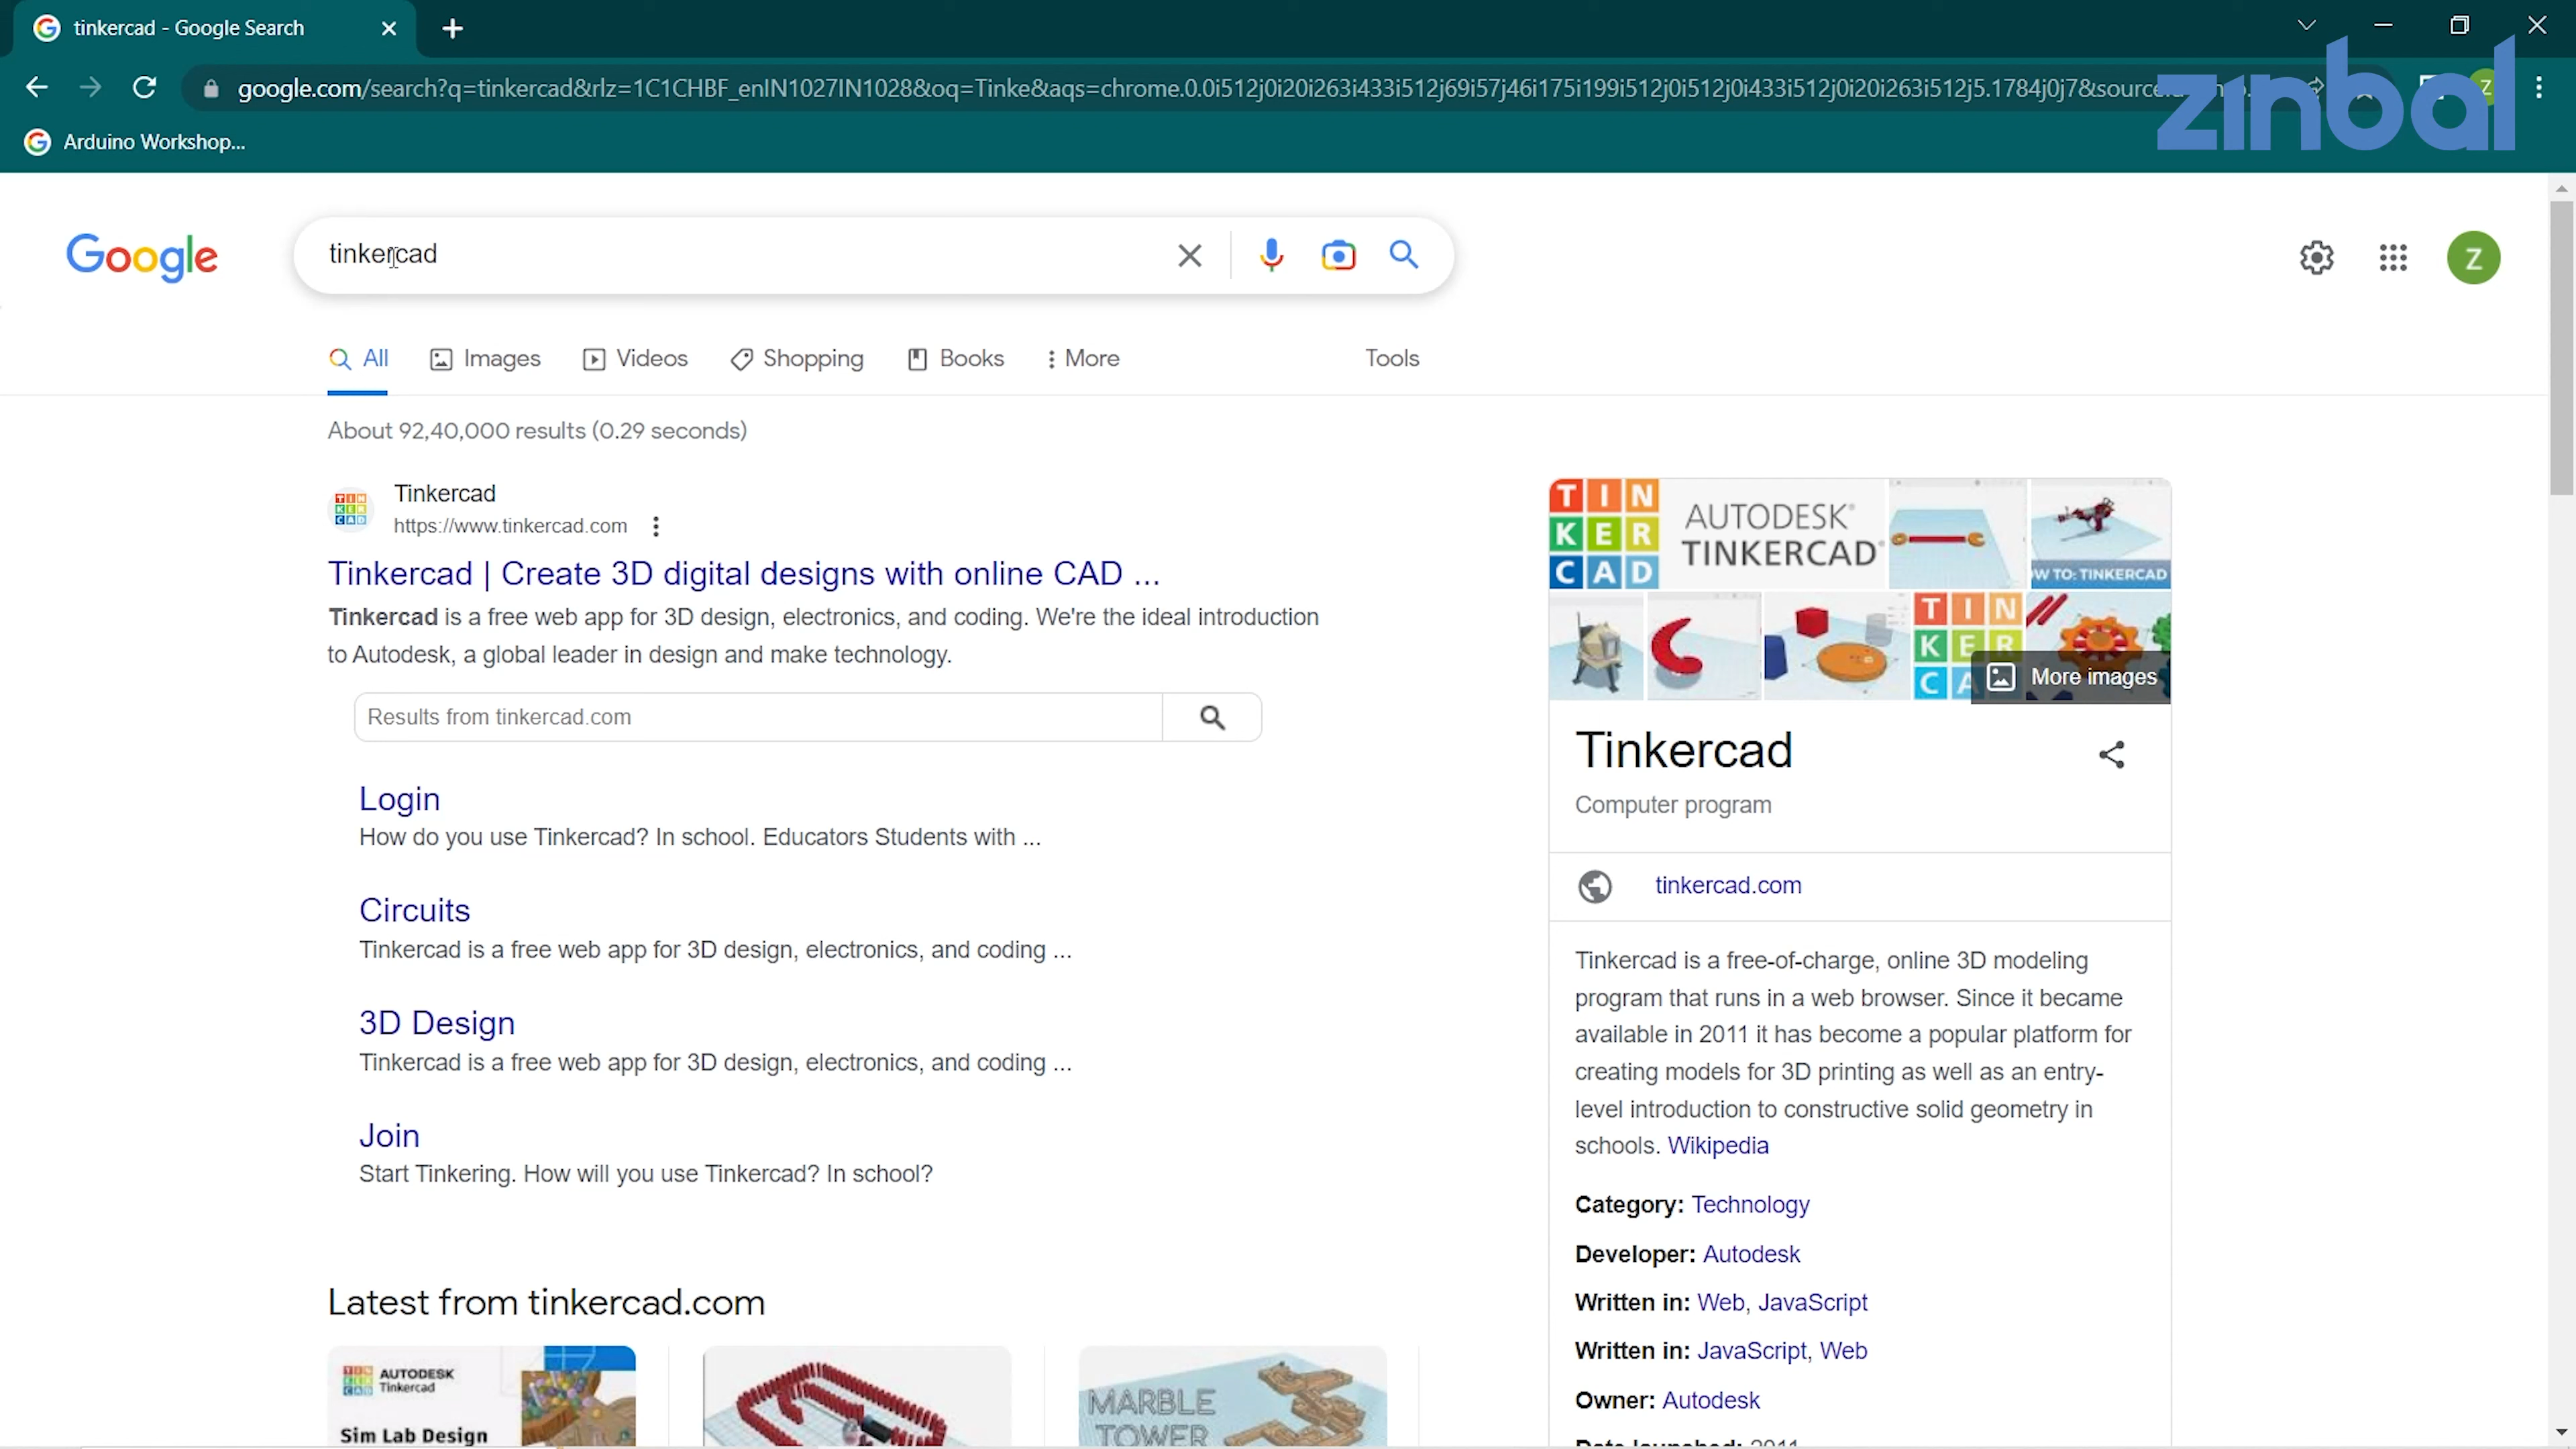 tinkercad - Google Search
google.com/search?q=tinkercad&rlz=1C1CHBF_enIN1027IN1028&oq=Tinke&aqs=chrome.0.0i512j0i20i263i433i512j69i57j46i175i199i512j0i512j0i433i512j0i20i263i512j5.1784j0j7&source
zinbal
Arduino Workshop...
Google
tinkercad
Z
All
Images
Videos
Shopping
Books
More
Tools
About 92,40,000 results (0.29 seconds)
Tinkercad
https://www.tinkercad.com
Tinkercad | Create 3D digital designs with online CAD ...
Tinkercad is a free web app for 3D design, electronics, and coding. We're the ideal introduction
to Autodesk, a global leader in design and make technology.
Results from tinkercad.com
Login
How do you use Tinkercad? In school. Educators Students with ...
Circuits
Tinkercad is a free web app for 3D design, electronics, and coding ...
3D Design
Tinkercad is a free web app for 3D design, electronics, and coding ...
Join
Start Tinkering. How will you use Tinkercad? In school?
Latest from tinkercad.com
AUTODESK
Tinkercad
Sim Lab Design
MARBLE
TOWER
TIN
KER
CAD
AUTODESK
TINKERCAD
W TO: TINKERCAD
TIN
KER
CA
More images
Tinkercad
Computer program
tinkercad.com
Tinkercad is a free-of-charge, online 3D modeling
program that runs in a web browser. Since it became
available in 2011 it has become a popular platform for
creating models for 3D printing as well as an entry-
level introduction to constructive solid geometry in
schools. Wikipedia
Category: Technology
Developer: Autodesk
Written in: Web, JavaScript
Written in: JavaScript, Web
Owner: Autodesk
Date launched: 2011